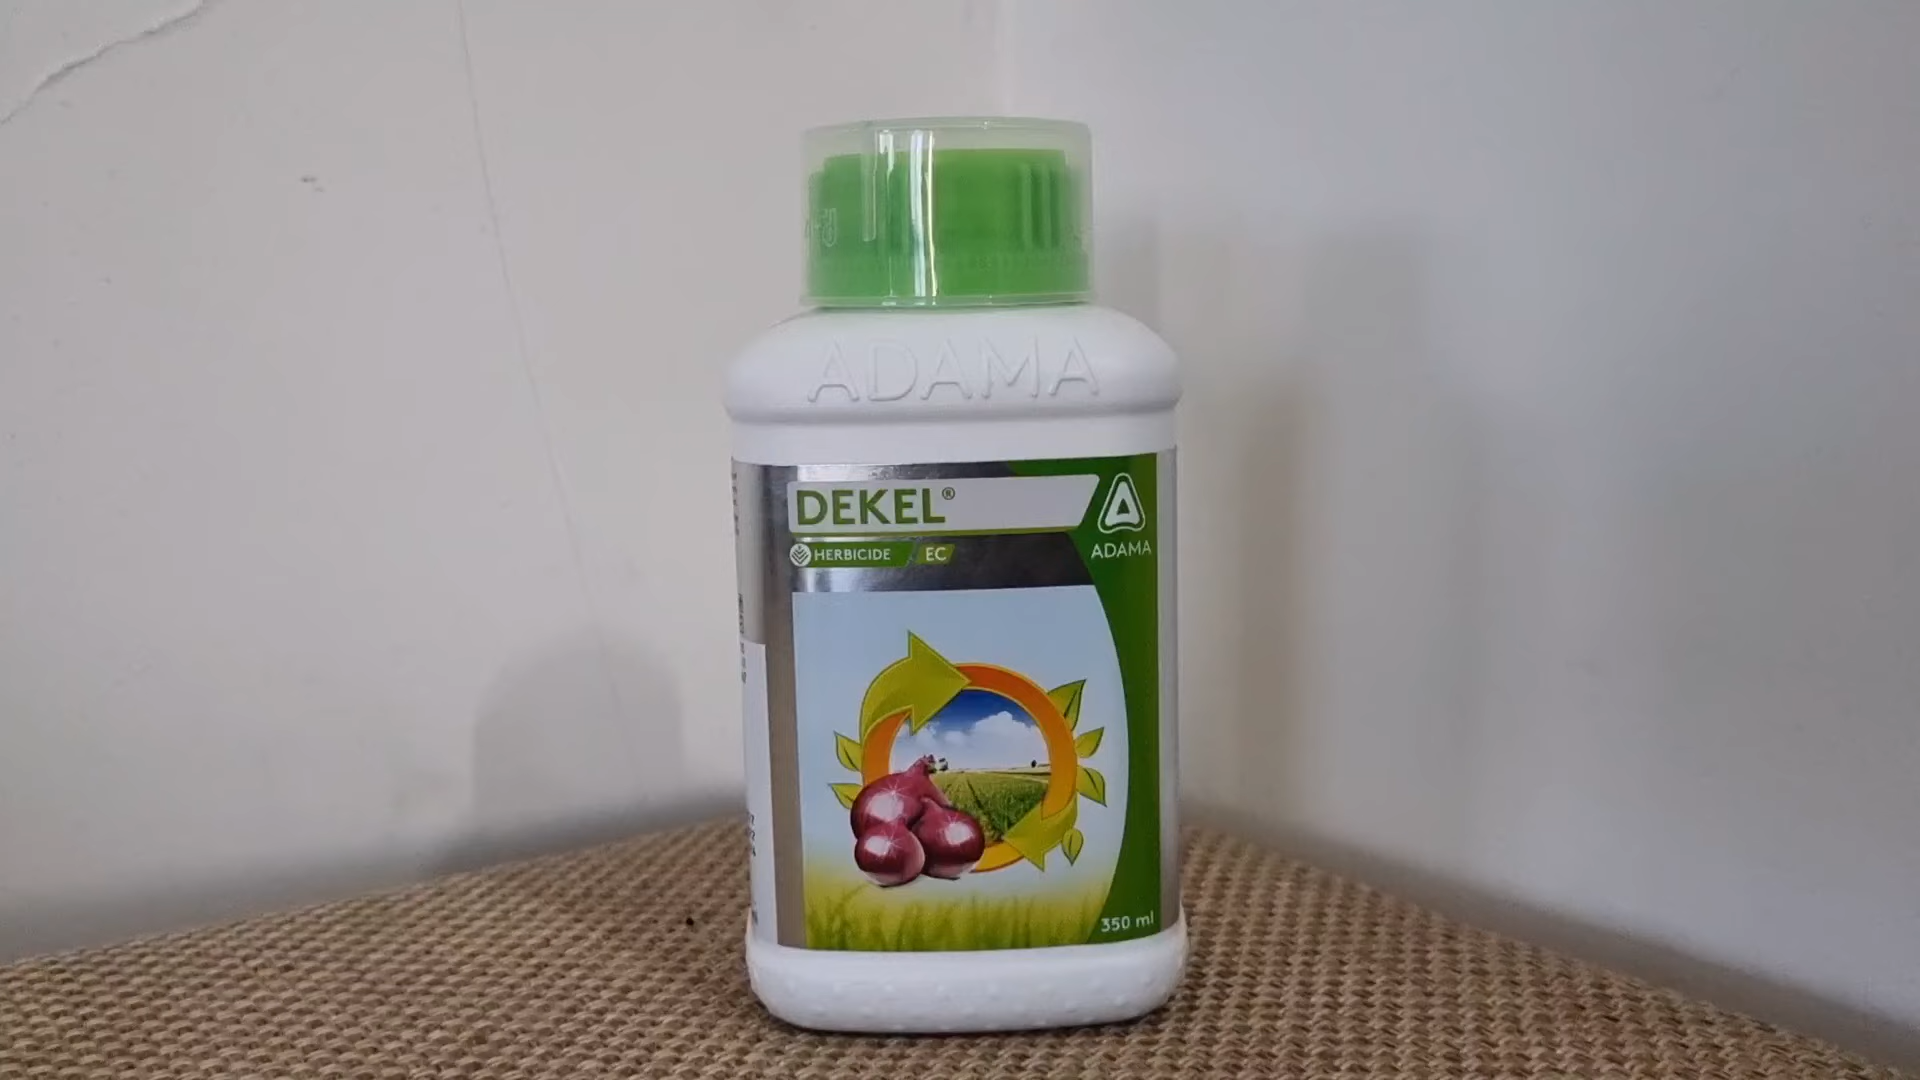 ADAMA
DEKEL®
HERBICIDE EC
ADAMA
350 ml